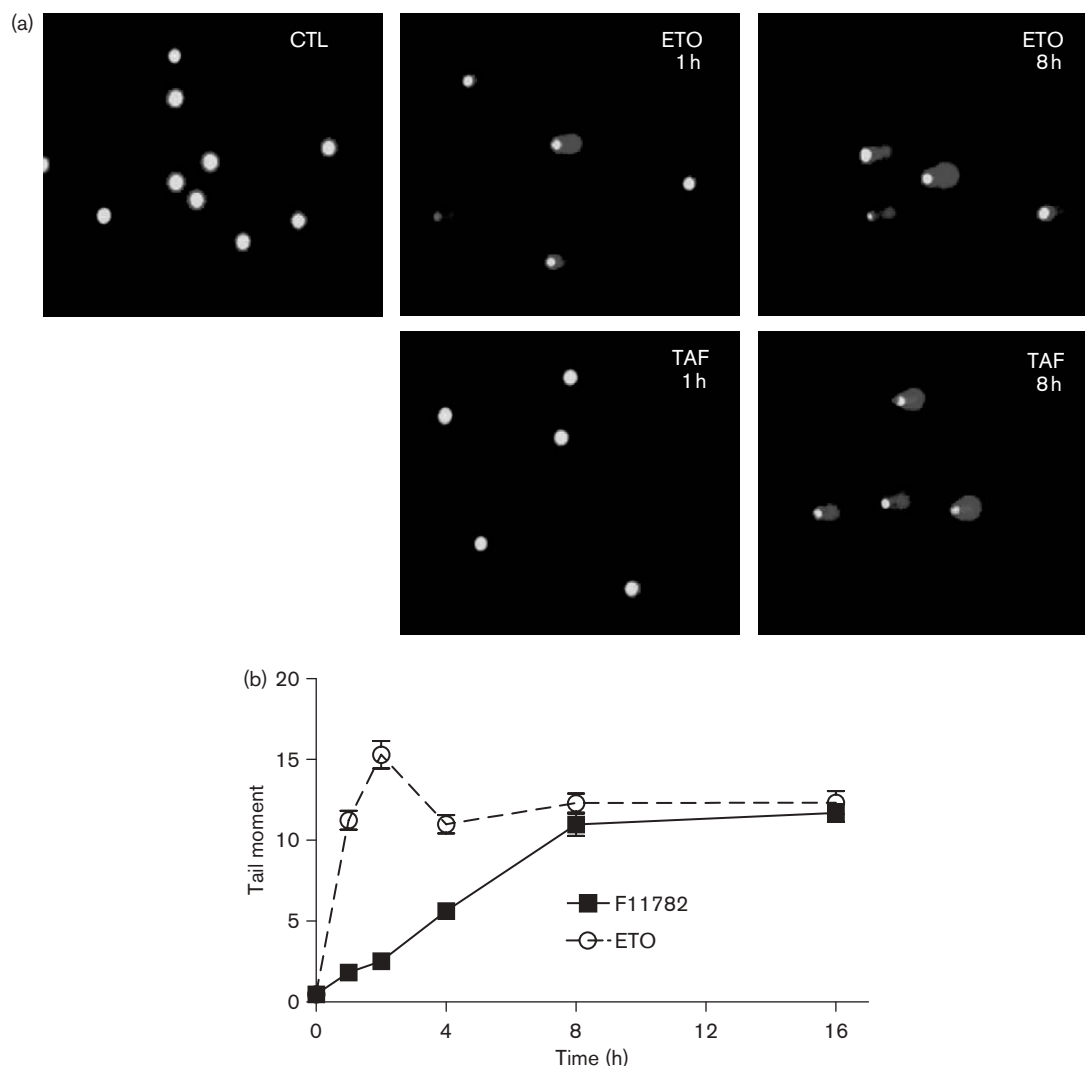 (a)
CTL
ETO
1 h
ETO
8 h
TAF
1 h
TAF
8 h
(b)
20
15
10
5
0
Tail moment
F11782
ETO
0
4
8
12
16
Time (h)